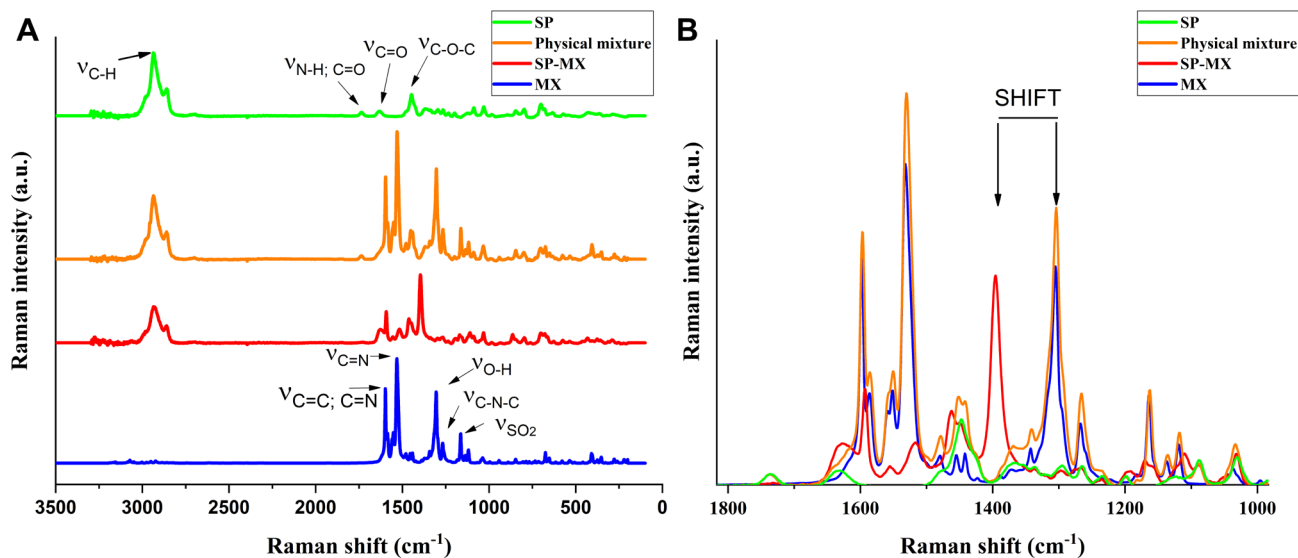 A
SP
Physical mixture
SP-MX
MX
νC-H
νN-H; C=O
νC=O
νC-O-C
νC=N
νC=C; C=N
νO-H
νC-N-C
νSO2
Raman intensity (a.u.)
3500 3000 2500 2000 1500 1000 500 0
Raman shift (cm-1)
B
SP
Physical mixture
SP-MX
MX
SHIFT
Raman intensity (a.u.)
1800 1600 1400 1200 1000
Raman shift (cm-1)